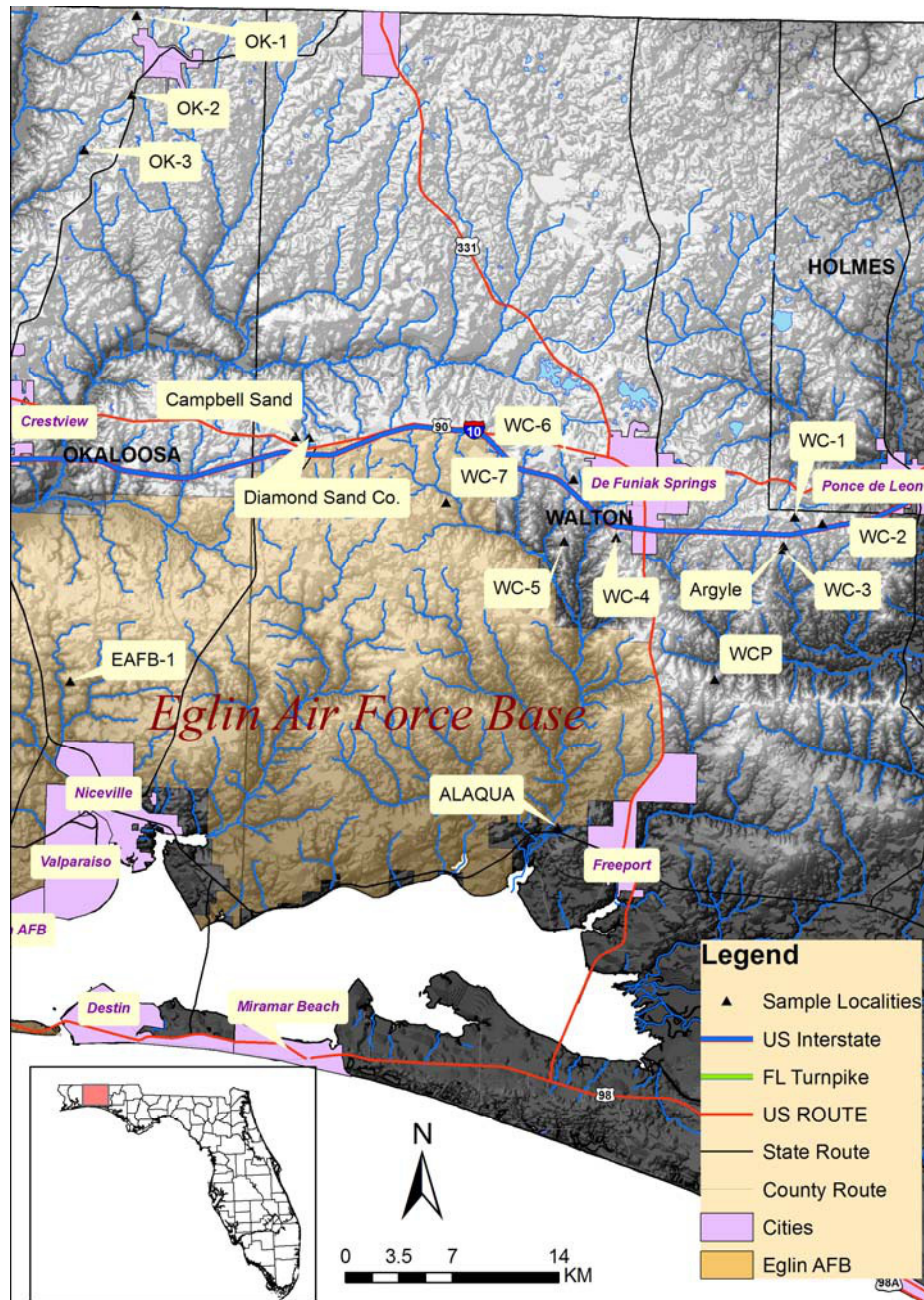 OK-1
OK-2
OK-3
331
HOLMES
Campbell Sand
Crestview
90
10
WC-6
WC-1
OKALOOSA
WC-7
De Funiak Springs
Ponce de Leon
Diamond Sand Co.
WALTON
WC-2
WC-5
WC-4
Argyle
WC-3
EAFB-1
WCP
Eglin Air Force Base
Niceville
ALAQUA
Valparaiso
Freeport
AFB
Destin
Miramar Beach
98
Legend
Sample Localities
US Interstate
FL Turnpike
US ROUTE
State Route
County Route
Cities
Eglin AFB
N
0 3.5 7 14
KM
98A